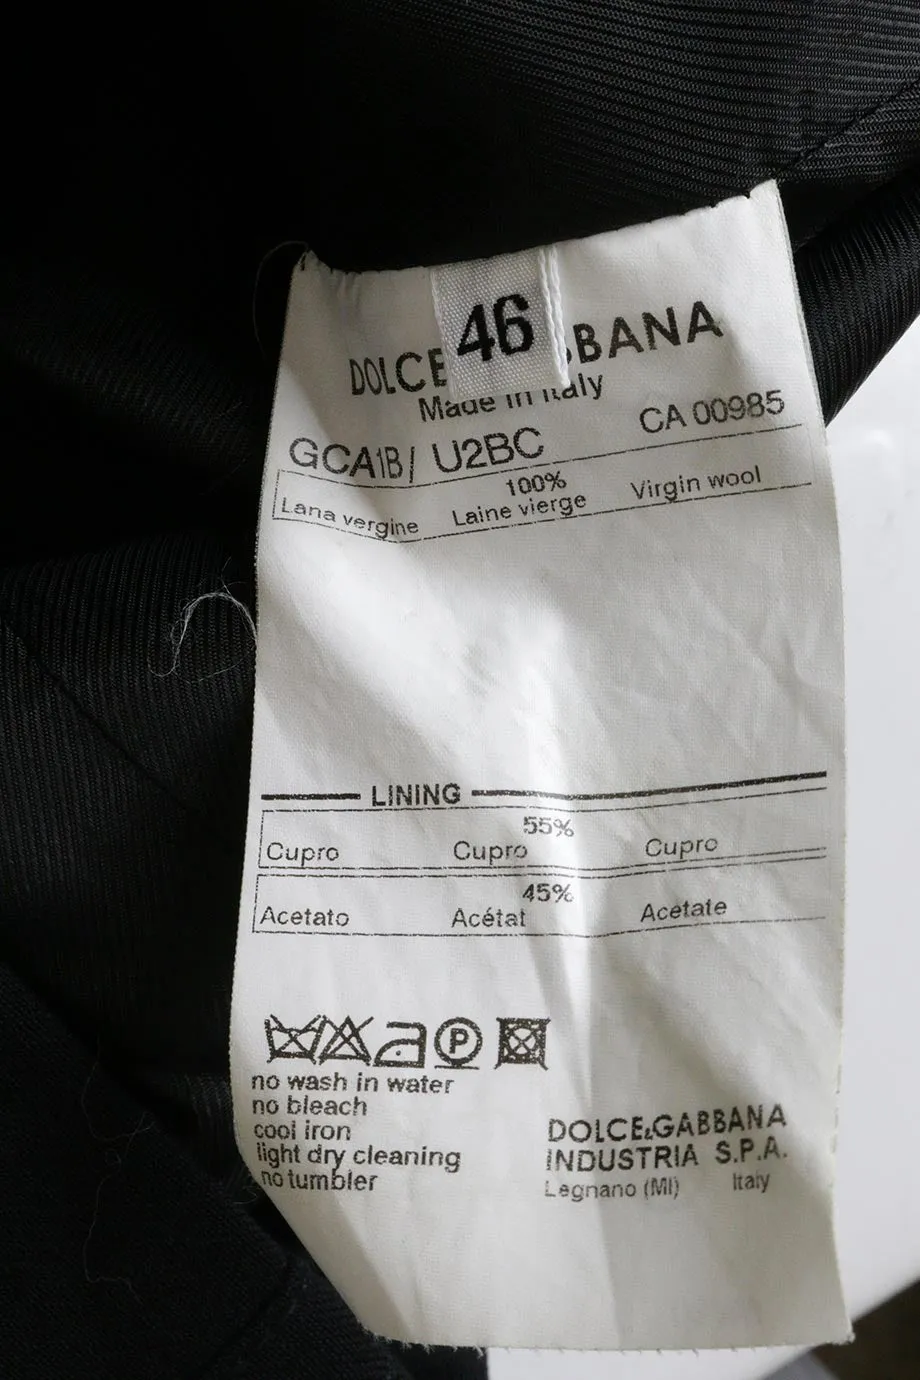 46
DOLCE BBANA
Made in Italy
CA 00985
GCA1B/ U2BC
100%
Lana vergine Laine vierge Virgin wool
LINING
55%
Cupro Cupro Cupro
45%
Acetato Acétat Acetate
P
no wash in water
no bleach
cool iron
light dry cleaning
no tumbler
DOLCE&GABBANA
INDUSTRIA S.P.A.
Legnano (MI) Italy